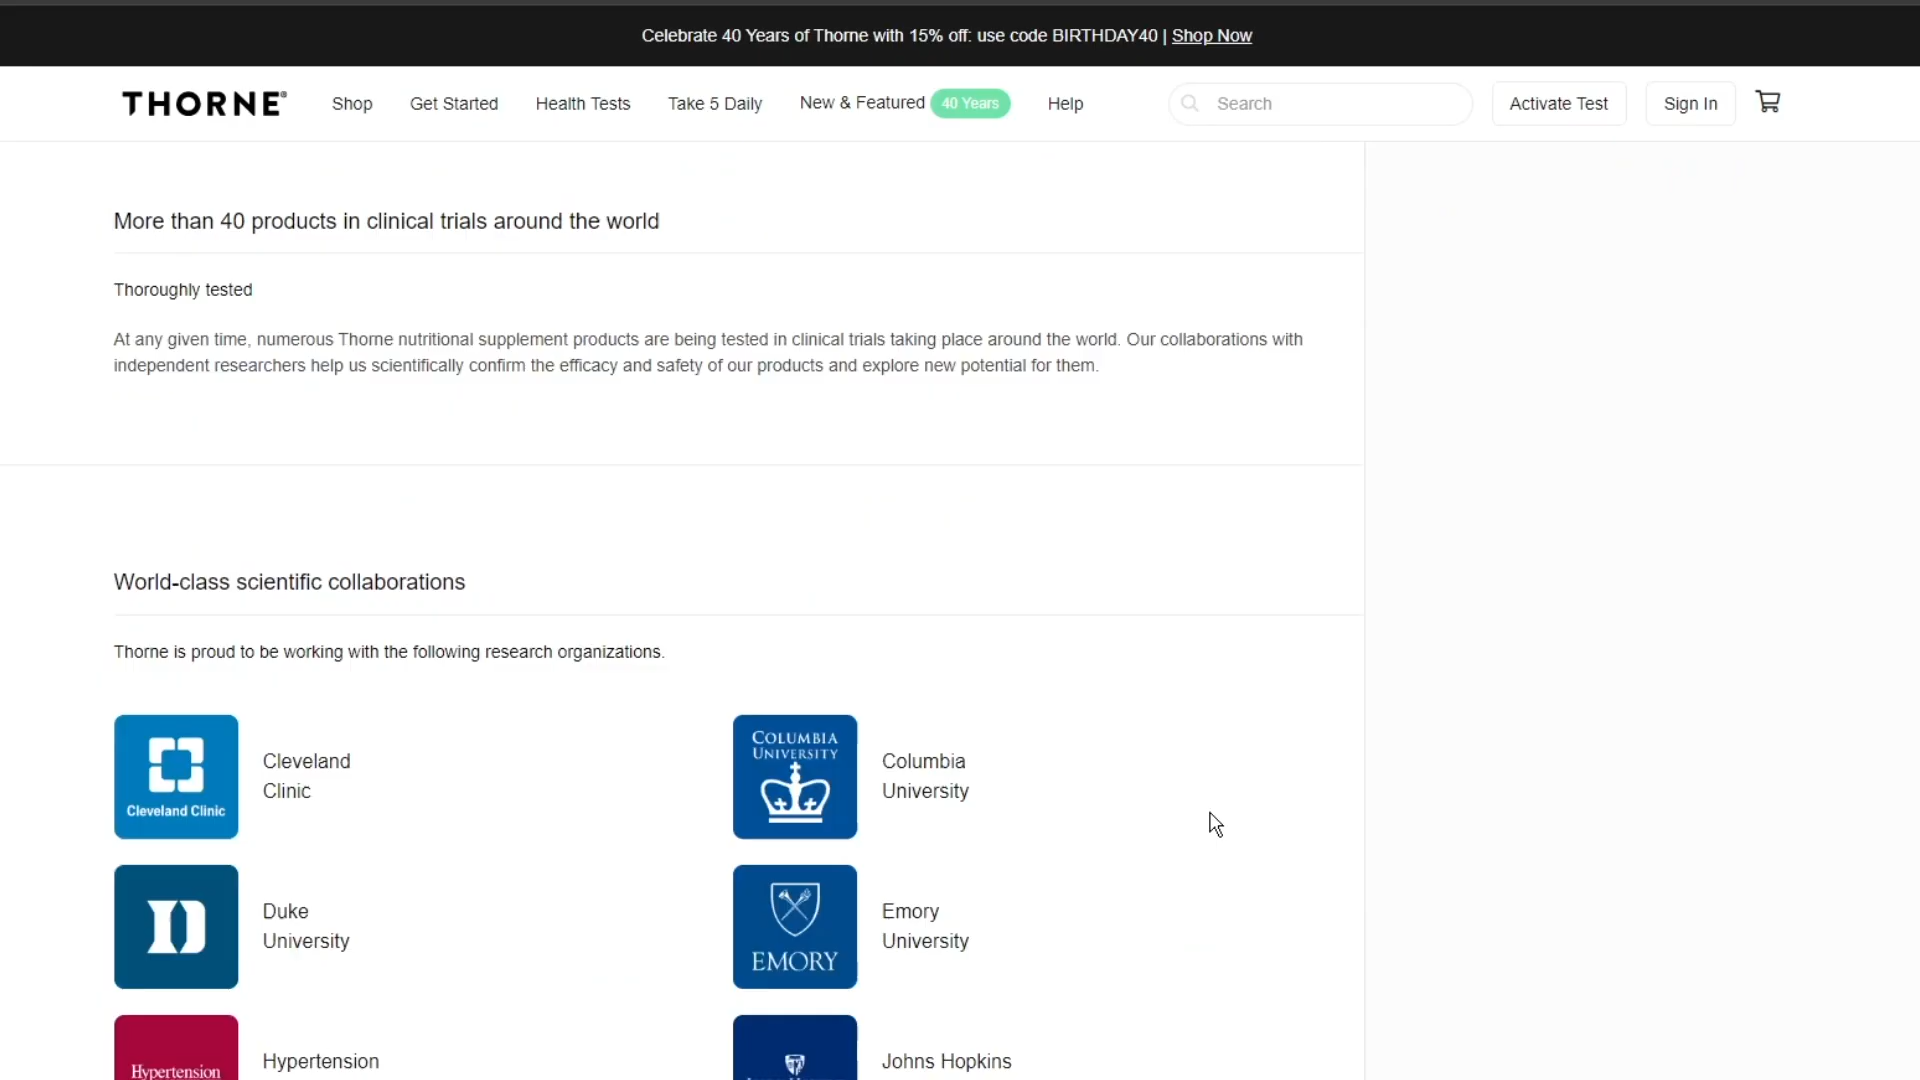 Celebrate 40 Years of Thorne with 15% off: use code BIRTHDAY40 | Shop Now
THORNE® Shop Get Started Health Tests Take 5 Daily New & Featured 40 Years Help Search Activate Test Sign In
More than 40 products in clinical trials around the world
Thoroughly tested
At any given time, numerous Thorne nutritional supplement products are being tested in clinical trials taking place around the world. Our collaborations with
independent researchers help us scientifically confirm the efficacy and safety of our products and explore new potential for them.
World-class scientific collaborations
Thorne is proud to be working with the following research organizations.
Cleveland Clinic
Cleveland
Clinic
COLUMBIA
UNIVERSITY
Columbia
University
D
Duke
University
EMORY
Emory
University
Hypertension
Hypertension
Johns Hopkins